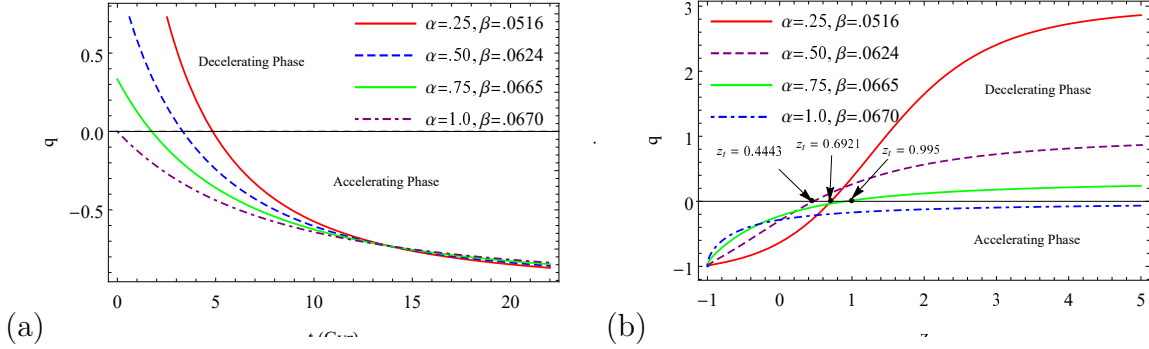 α=.25, β=.0516
α=.50, β=.0624
α=.75, β=.0665
α=1.0, β=.0670
Decelerating Phase
Accelerating Phase
0.5
0.0
−0.5
q
0 5 10 15 20
t (Gyr)
(a)
α=.25, β=.0516
α=.50, β=.0624
α=.75, β=.0665
α=1.0, β=.0670
Decelerating Phase
z_t = 0.4443
z_t = 0.6921
z_t = 0.995
Accelerating Phase
3
2
1
0
−1
q
−1 0 1 2 3 4 5
z
(b)